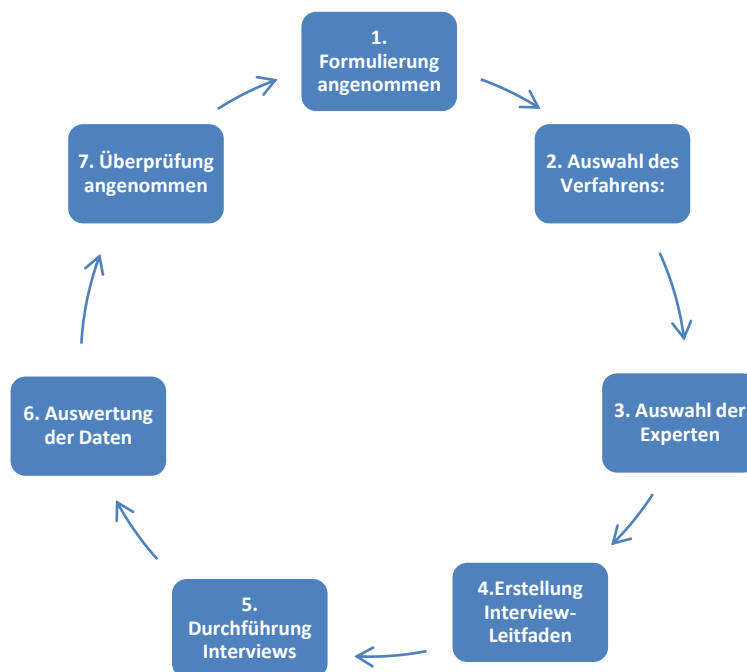 1.
Formulierung
angenommen
2. Auswahl des
Verfahrens:
3. Auswahl der
Experten
4.Erstellung
Interview-
Leitfaden
5.
Durchführung
Interviews
6. Auswertung
der Daten
7. Überprüfung
angenommen